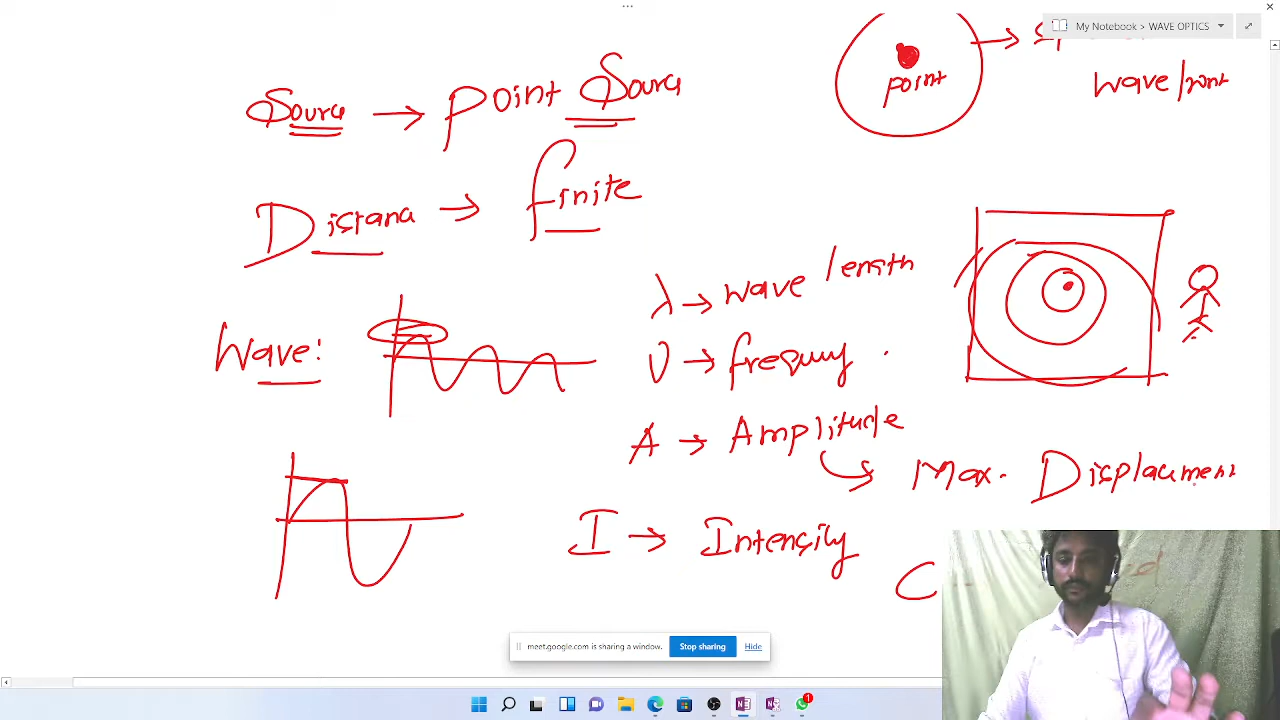 My Notebook > WAVE OPTICS
Source → Point Source
point
wave/front
Distance → finite
λ → wave length
Wave:
υ → frequency .
A → Amplitude
Max. Displacement
I → Intensity
C
meet.google.com is sharing a window.
Stop sharing
Hide
1